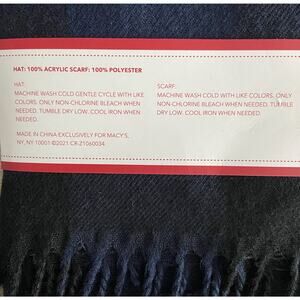 HAT: 100% ACRYLIC SCARF: 100% POLYESTER
HAT:
MACHINE WASH COLD GENTLE CYCLE WITH LIKE
COLORS. ONLY NON-CHLORINE BLEACH WHEN
NEEDED. TUMBLE DRY LOW. COOL IRON WHEN
NEEDED.
SCARF:
MACHINE WASH COLD WITH LIKE COLORS. ONLY
NON-CHLORINE BLEACH WHEN NEEDED. TUMBLE
DRY LOW. COOL IRON WHEN NEEDED.
MADE IN CHINA EXCLUSIVELY FOR MACY'S,
NY, NY 10001 ©2021 CR-21060034